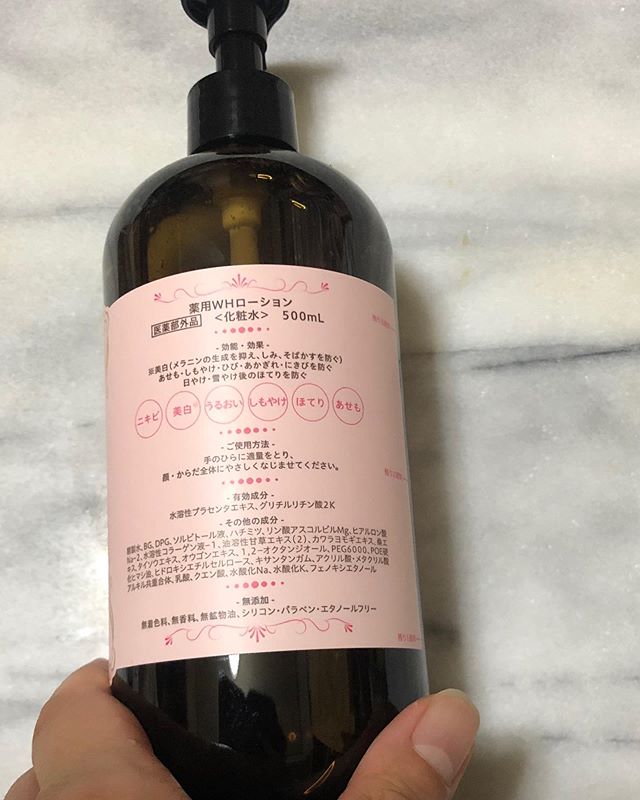 薬用WHローション
医薬部外品 <化粧水> 500mL
- 効能・効果 -
※美白(メラニンの生成を抑え、しみ、そばかすを防ぐ)
あせも・しもやけ・ひび・あかぎれ・にきびを防ぐ
日やけ・雪やけ後のほてりを防ぐ
ニキビ 美白※ うるおい しもやけ ほてり あせも
- ご使用方法 -
手のひらに適量をとり、
顔・からだ全体にやさしくなじませてください。
- 有効成分 -
水溶性プラセンタエキス、グリチルリチン酸2K
- その他の成分 -
精製水、BG、DPG、ソルビトール液、ハチミツ、リン酸アスコルビルMg、ヒアルロン酸
Na-2、水溶性コラーゲン液-1、油溶性甘草エキス(2)、カワラヨモギエキス、桑エ
キス、タイソウエキス、オウゴンエキス、1,2-オクタンジオール、PEG6000、POE硬
化ヒマシ油、ヒドロキシエチルセルロース、キサンタンガム、アクリル酸・メタクリル酸
アルキル共重合体、乳酸、クエン酸、水酸化Na、水酸化K、フェノキシエタノール
- 無添加 -
無着色料、無香料、無鉱物油、シリコン・パラベン・エタノールフリー